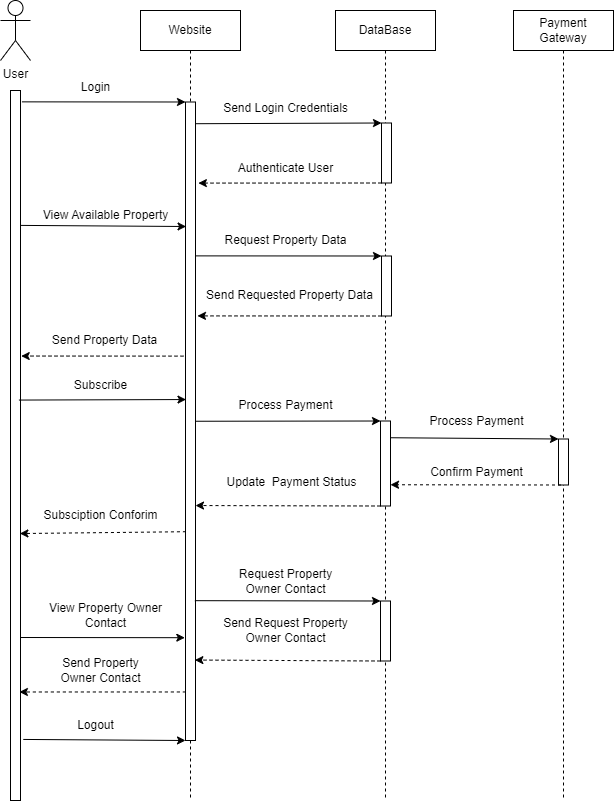 Website
DataBase
Payment
Gateway
User
Login
Send Login Credentials
Authenticate User
View Available Property
Request Property Data
Send Requested Property Data
Send Property Data
Subscribe
Process Payment
Process Payment
Confirm Payment
Update  Payment Status
Subsciption Conforim
Request Property
Owner Contact
View Property Owner
Contact
Send Request Property
Owner Contact
Send Property
Owner Contact
Logout